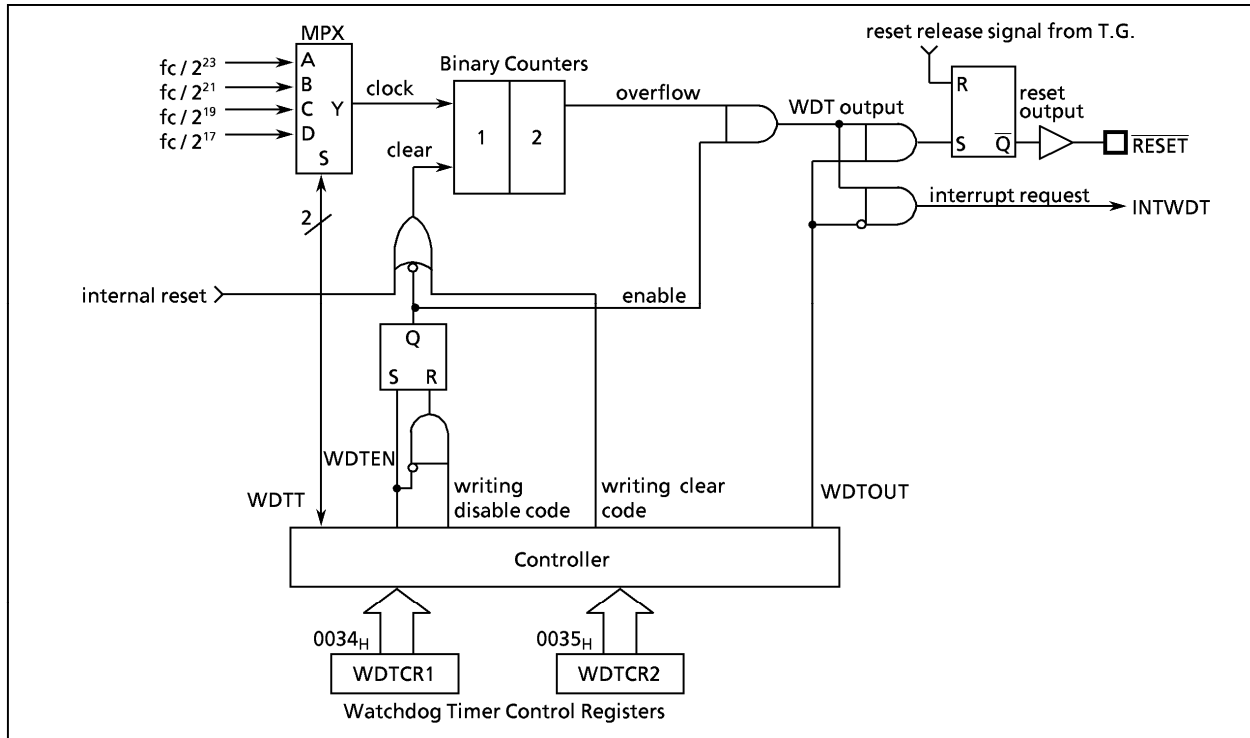 MPX
reset release signal from T.G.
fc / 2²³
fc / 2²¹
fc / 2¹⁹
fc / 2¹⁷
A
B
C
D
Y
S
clock
Binary Counters
1
2
clear
overflow
WDT output
R
S
Q̅
reset
output
R̅E̅S̅E̅T̅
interrupt request
INTWDT
2
internal reset
enable
Q
S
R
WDTEN
WDTT
writing
disable code
writing clear
code
WDTOUT
Controller
0034H
0035H
WDTCR1
WDTCR2
Watchdog Timer Control Registers